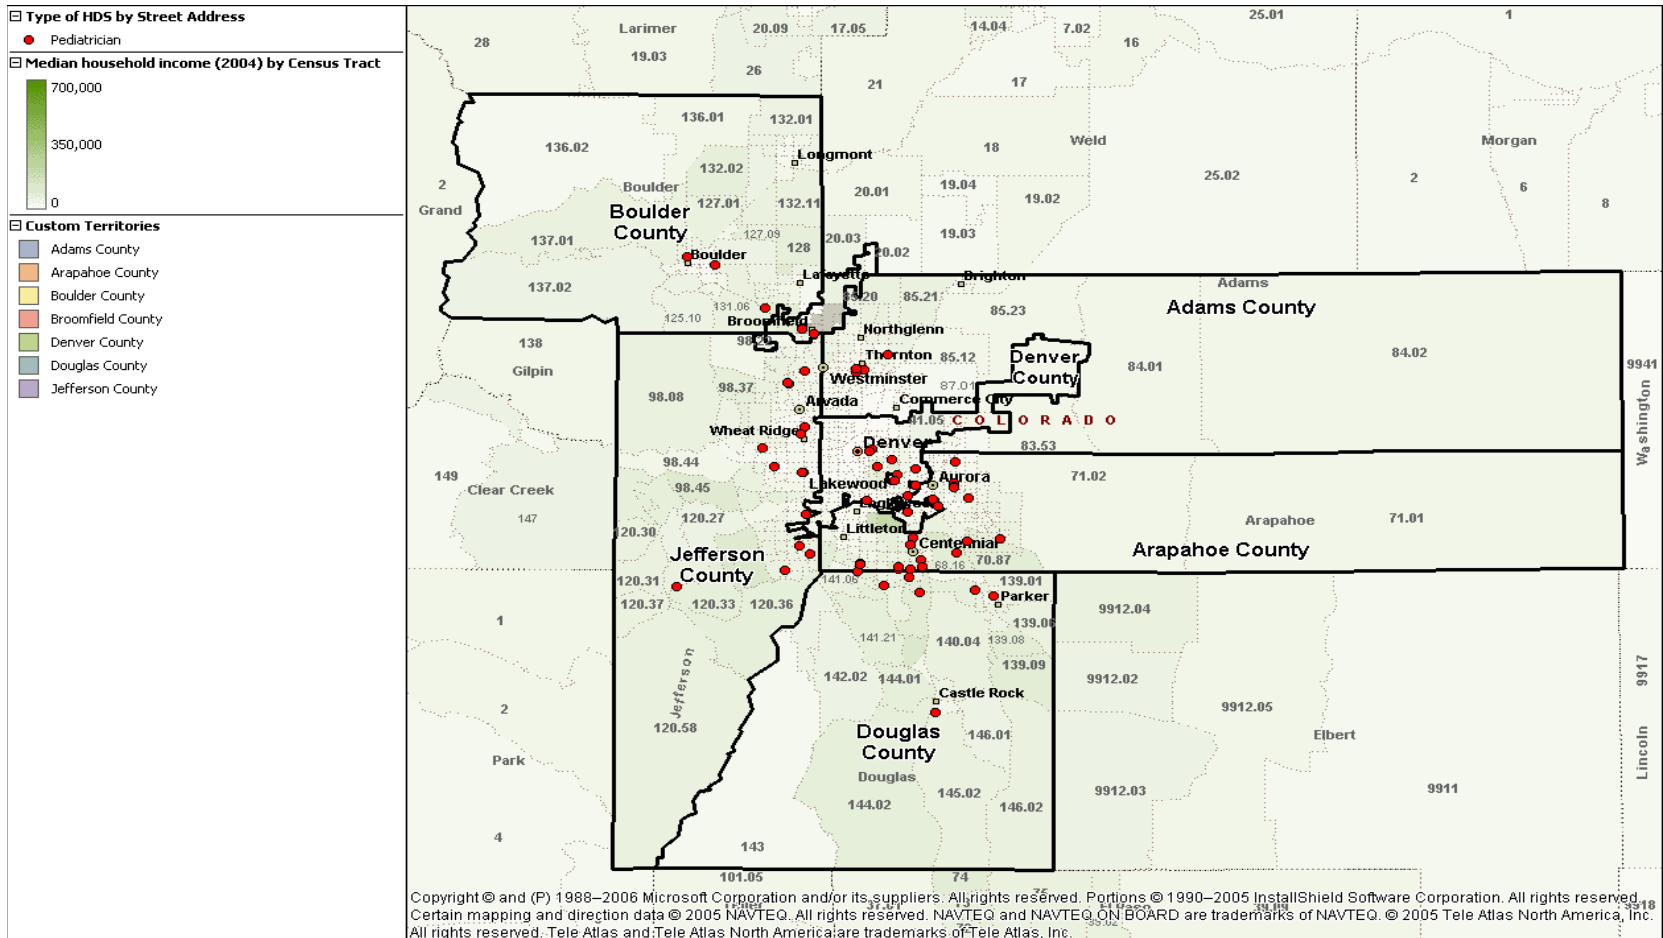 Type of HDS by Street Address
Pediatrician
Median household income (2004) by Census Tract
700,000
350,000
0
Custom Territories
Adams County
Arapahoe County
Boulder County
Broomfield County
Denver County
Douglas County
Jefferson County
25.01
1
Larimer
20.09
17.05
14.04
7.02
28
16
19.03
26
21
17
136.01
132.01
136.02
18
Weld
Morgan
Longmont
132.02
25.02
2
2
6
Boulder
20.01
19.04
19.02
8
Grand
Boulder
County
127.01
132.11
137.01
127.09
128
20.03
19.03
20.02
Boulder
Lafayette
Brighton
Adams
137.02
85.20
85.21
Adams County
131.06
85.23
125.10
Broomfield
Northglenn
138
98.29
Thornton
85.12
Denver
County
84.02
Gilpin
84.01
9941
Westminster
98.37
87.01
98.08
Arvada
Commerce City
41.05
COLORADO
Washington
Wheat Ridge
Denver
83.53
98.44
149
Aurora
71.02
Clear Creek
98.45
Lakewood
147
120.27
Arapahoe
71.01
120.30
Littleton
Jefferson
County
Centennial
Arapahoe County
70.87
68.16
120.31
141.06
139.01
Parker
120.37
120.33
120.36
9912.04
1
139.06
141.21
140.04
139.08
139.09
9917
Jefferson
142.02
144.01
9912.02
Castle Rock
2
9912.05
120.58
Douglas
County
146.01
Elbert
Park
Lincoln
Douglas
145.02
9912.03
9911
144.02
146.02
4
143
101.05
74
Copyright © and (P) 1988–2006 Microsoft Corporation and/or its suppliers. All rights reserved. Portions © 1990–2005 InstallShield Software Corporation. All rights reserved.
Certain mapping and direction data © 2005 NAVTEQ. All rights reserved. NAVTEQ and NAVTEQ ON BOARD are trademarks of NAVTEQ. © 2005 Tele Atlas North America, Inc.
All rights reserved. Tele Atlas and Tele Atlas North America are trademarks of Tele Atlas, Inc.